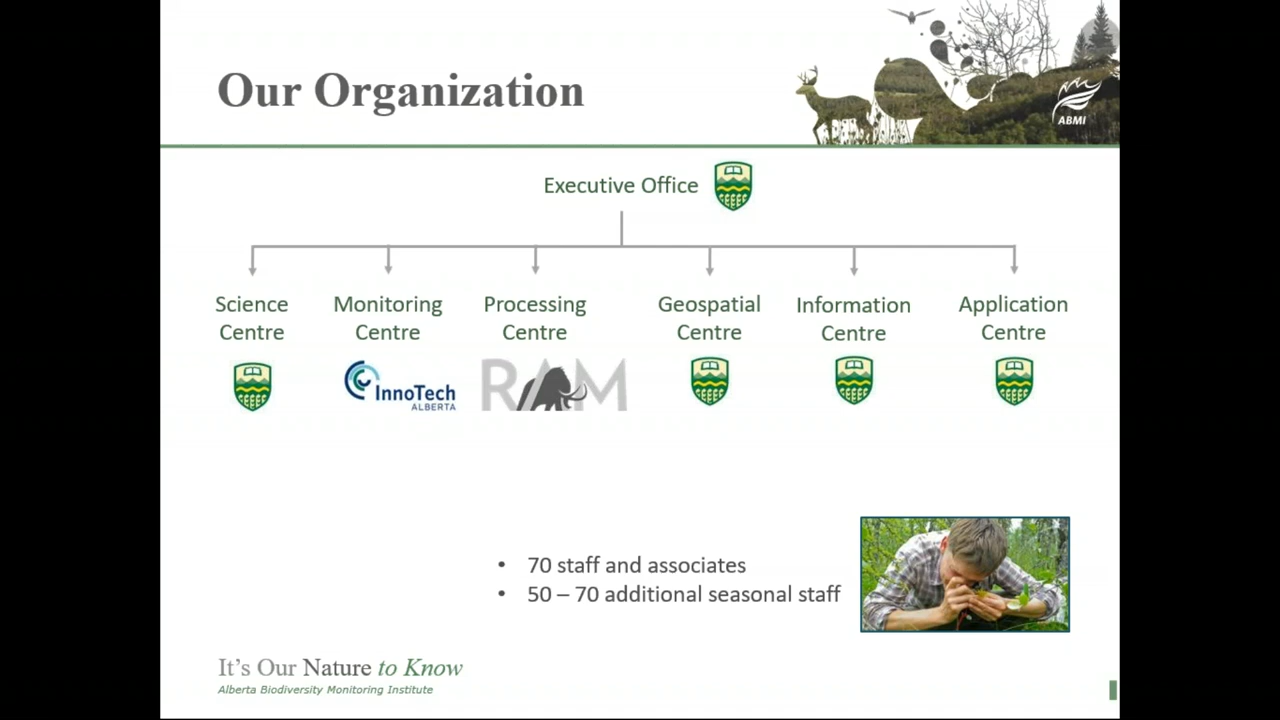 Our Organization
ABMI
Executive Office
Science
Centre
Monitoring
Centre
Processing
Centre
Geospatial
Centre
Information
Centre
Application
Centre
InnoTech
ALBERTA
RAM
• 70 staff and associates
• 50 – 70 additional seasonal staff
It's Our Nature to Know
Alberta Biodiversity Monitoring Institute